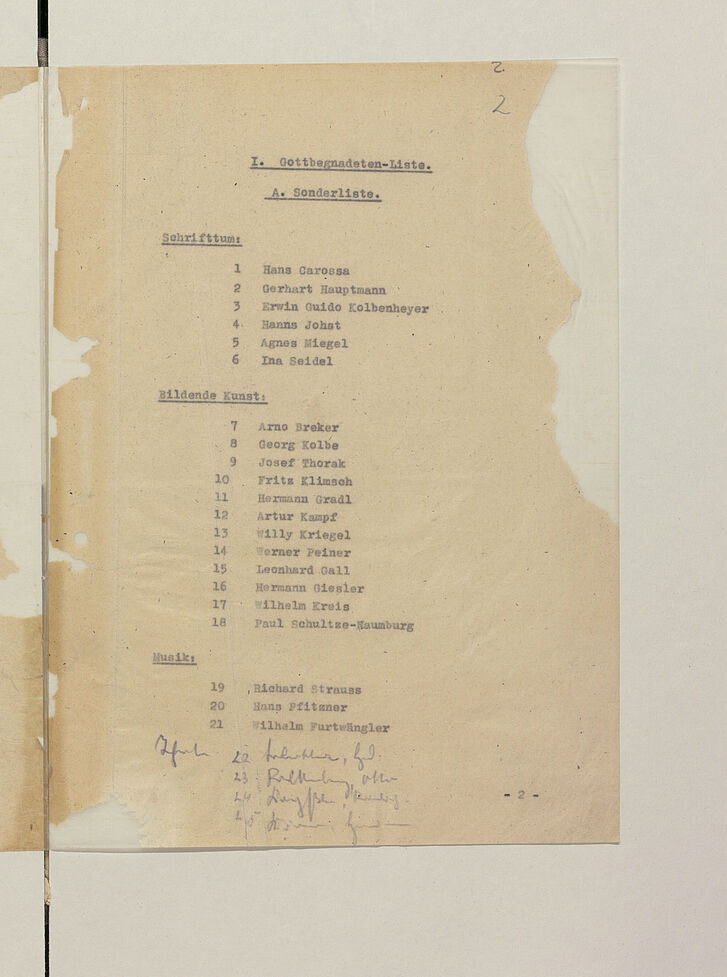 2
2
I. Gottbegnadeten-Liste.
A. Sonderliste.
Schrifttum:
1 Hans Carossa
2 Gerhart Hauptmann
3 Erwin Guido Kolbenheyer
4 Hanns Johst
5 Agnes Miegel
6 Ina Seidel
Bildende Kunst:
7 Arno Breker
8 Georg Kolbe
9 Josef Thorak
10 Fritz Klimsch
11 Hermann Gradl
12 Artur Kampf
13 Willy Kriegel
14 Werner Peiner
15 Leonhard Gall
16 Hermann Giesler
17 Wilhelm Kreis
18 Paul Schultze-Naumburg
Musik:
19 Richard Strauss
20 Hans Pfitzner
21 Wilhelm Furtwängler
22
23 Falckenberg, Otto
24
25
- 2 -